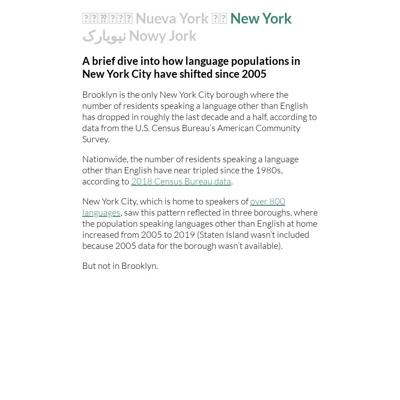 Nueva York New York
نیویارک Nowy Jork
A brief dive into how language populations in
New York City have shifted since 2005
Brooklyn is the only New York City borough where the
number of residents speaking a language other than English
has dropped in roughly the last decade and a half, according to
data from the U.S. Census Bureau's American Community
Survey.
Nationwide, the number of residents speaking a language
other than English have near tripled since the 1980s,
according to 2018 Census Bureau data.
New York City, which is home to speakers of over 800
languages, saw this pattern reflected in three boroughs, where
the population speaking languages other than English at home
increased from 2005 to 2019 (Staten Island wasn't included
because 2005 data for the borough wasn't available).
But not in Brooklyn.